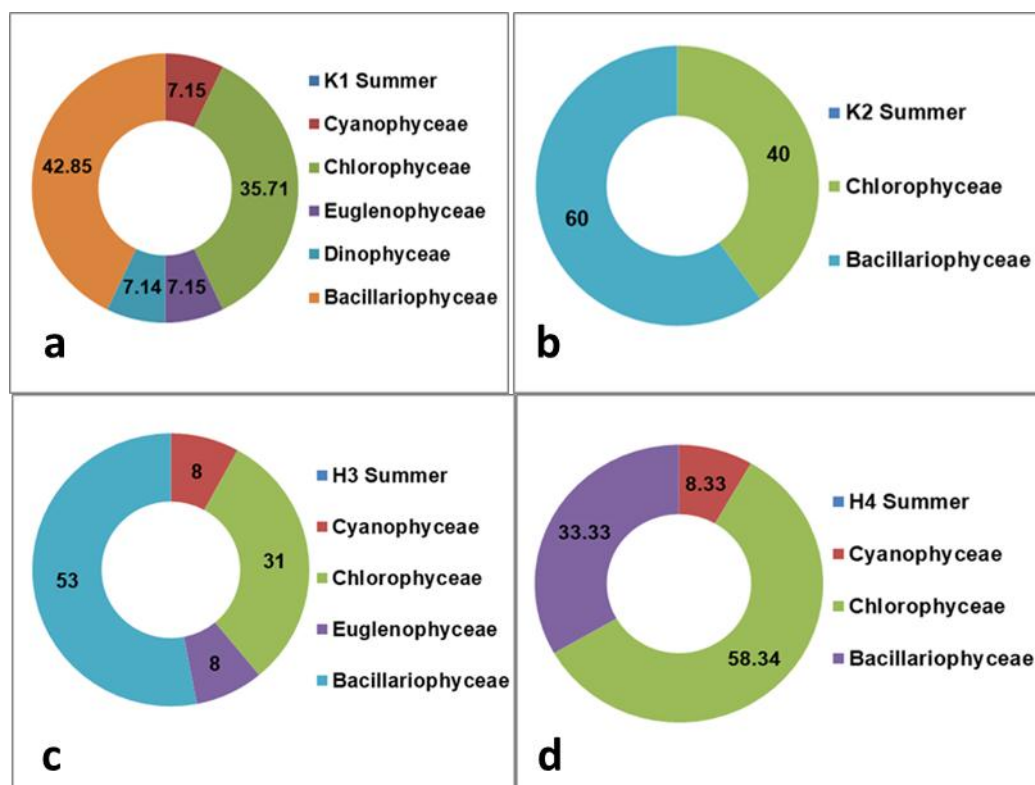 7.15
42.85
35.71
7.14
7.15
K1 Summer
Cyanophyceae
Chlorophyceae
Euglenophyceae
Dinophyceae
Bacillariophyceae
a
40
60
K2 Summer
Chlorophyceae
Bacillariophyceae
b
8
31
53
8
H3 Summer
Cyanophyceae
Chlorophyceae
Euglenophyceae
Bacillariophyceae
c
8.33
33.33
58.34
H4 Summer
Cyanophyceae
Chlorophyceae
Bacillariophyceae
d